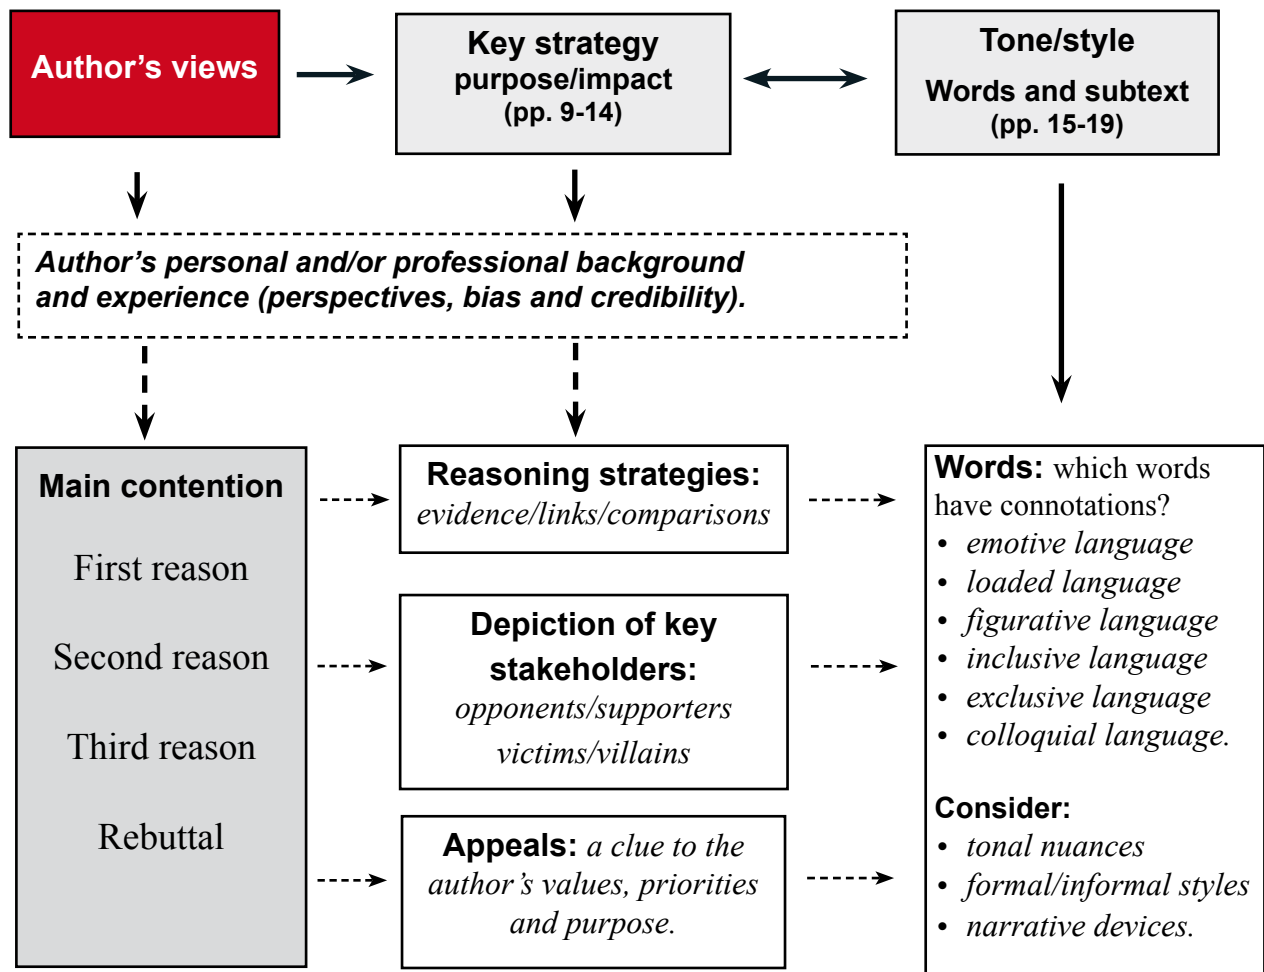 Author’s views
Key strategy
purpose/impact
(pp. 9-14)
Tone/style
Words and subtext
(pp. 15-19)
Author’s personal and/or professional background
and experience (perspectives, bias and credibility).
Main contention
First reason
Second reason
Third reason
Rebuttal
Reasoning strategies:
evidence/links/comparisons
Depiction of key
stakeholders:
opponents/supporters
victims/villains
Appeals: a clue to the
author’s values, priorities
and purpose.
Words: which words
have connotations?
• emotive language
• loaded language
• figurative language
• inclusive language
• exclusive language
• colloquial language.
Consider:
• tonal nuances
• formal/informal styles
• narrative devices.